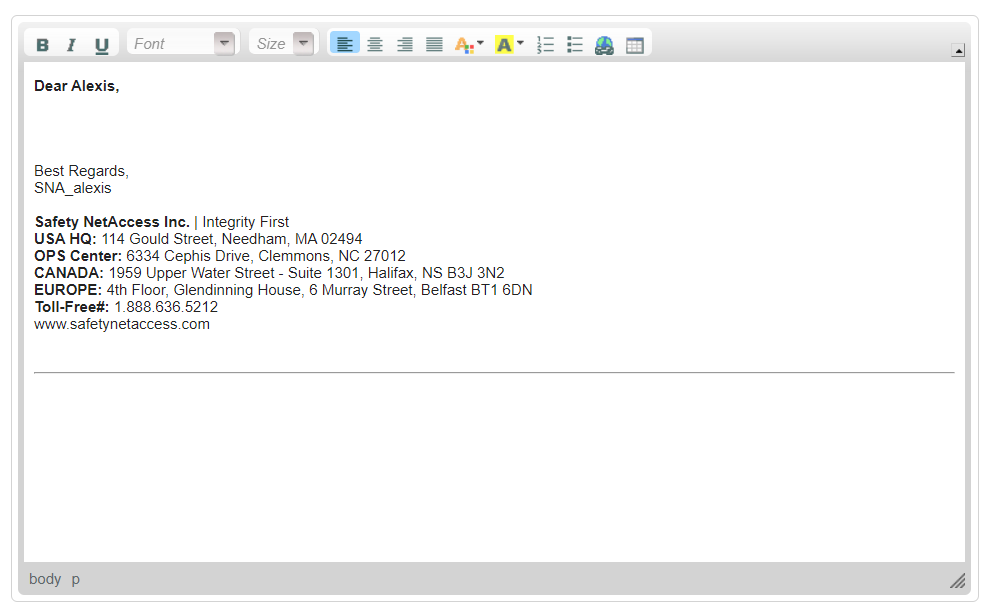 B I U Font Size A A
Dear Alexis,
Best Regards,
SNA_alexis
Safety NetAccess Inc. | Integrity First
USA HQ: 114 Gould Street, Needham, MA 02494
OPS Center: 6334 Cephis Drive, Clemmons, NC 27012
CANADA: 1959 Upper Water Street - Suite 1301, Halifax, NS B3J 3N2
EUROPE: 4th Floor, Glendinning House, 6 Murray Street, Belfast BT1 6DN
Toll-Free#: 1.888.636.5212
www.safetynetaccess.com
body p